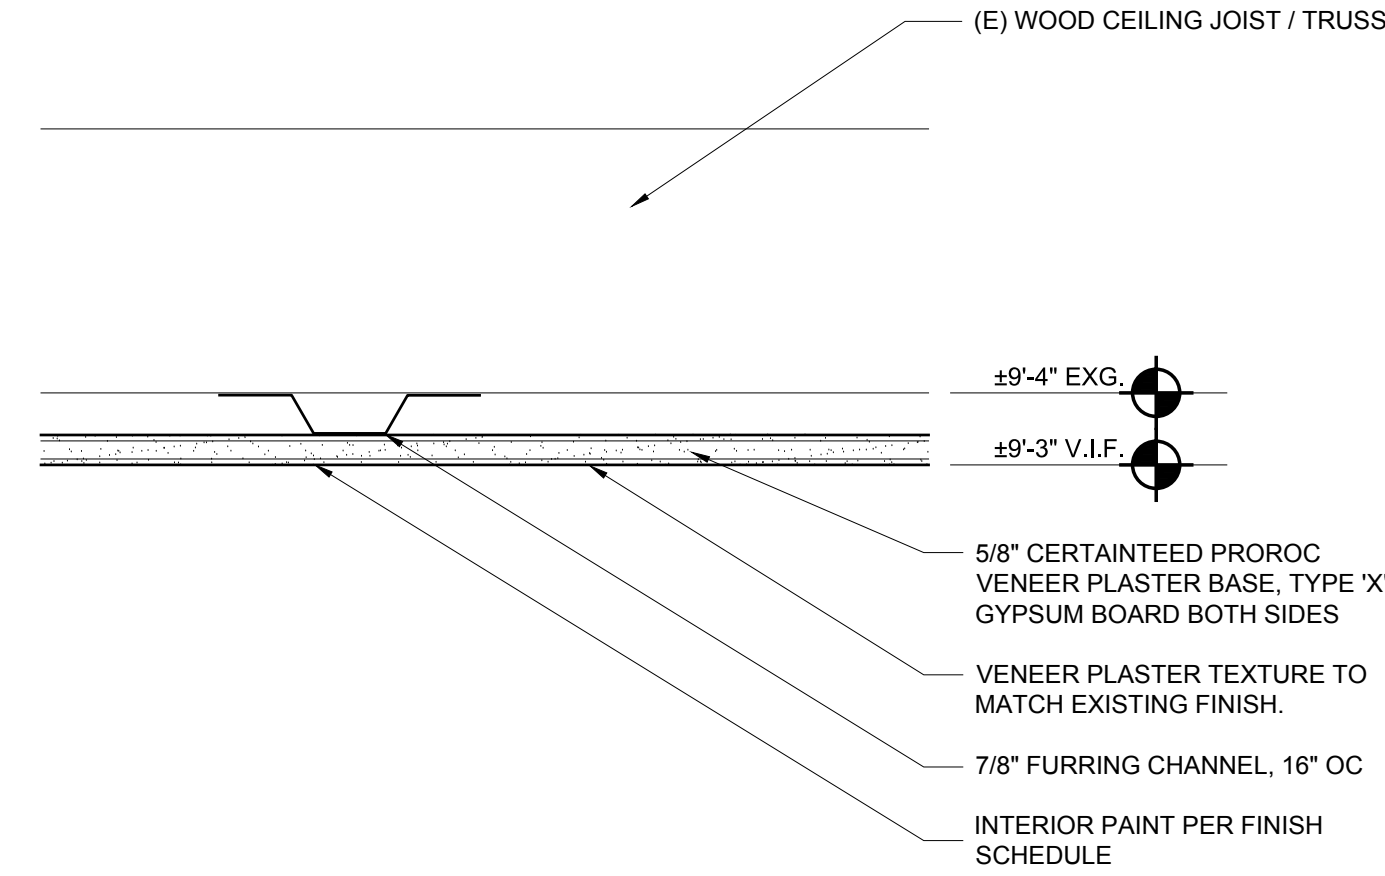 (E) WOOD CEILING JOIST / TRUSS
±9'-4" EXG.
±9'-3" V.I.F.
5/8" CERTAINTEED PROROC
VENEER PLASTER BASE, TYPE 'X'
GYPSUM BOARD BOTH SIDES
VENEER PLASTER TEXTURE TO
MATCH EXISTING FINISH.
7/8" FURRING CHANNEL, 16" OC
INTERIOR PAINT PER FINISH
SCHEDULE